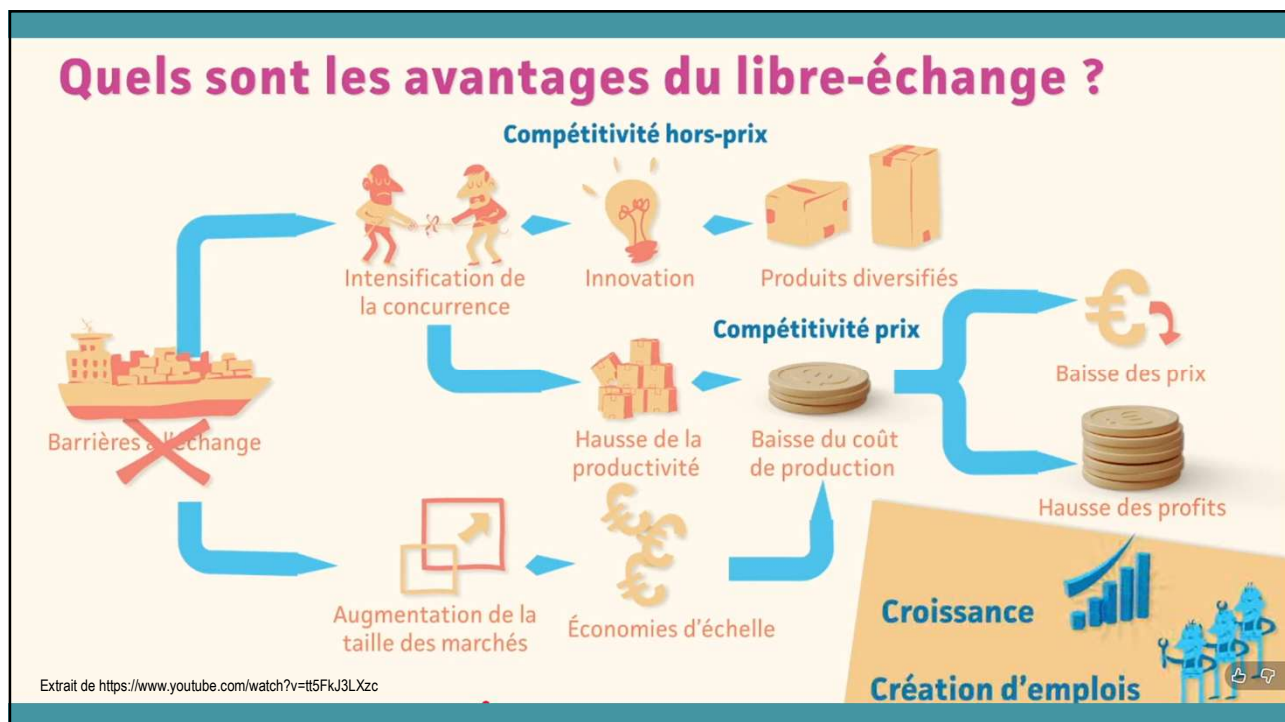 Quels sont les avantages du libre-échange ?
Compétitivité hors-prix
Intensification de
la concurrence
Innovation
Produits diversifiés
Compétitivité prix
Barrières à l'échange
Hausse de la
productivité
Baisse du coût
de production
Baisse des prix
Hausse des profits
Augmentation de la
taille des marchés
Économies d'échelle
Croissance
Création d'emplois
Extrait de https://www.youtube.com/watch?v=tt5FkJ3LXzc